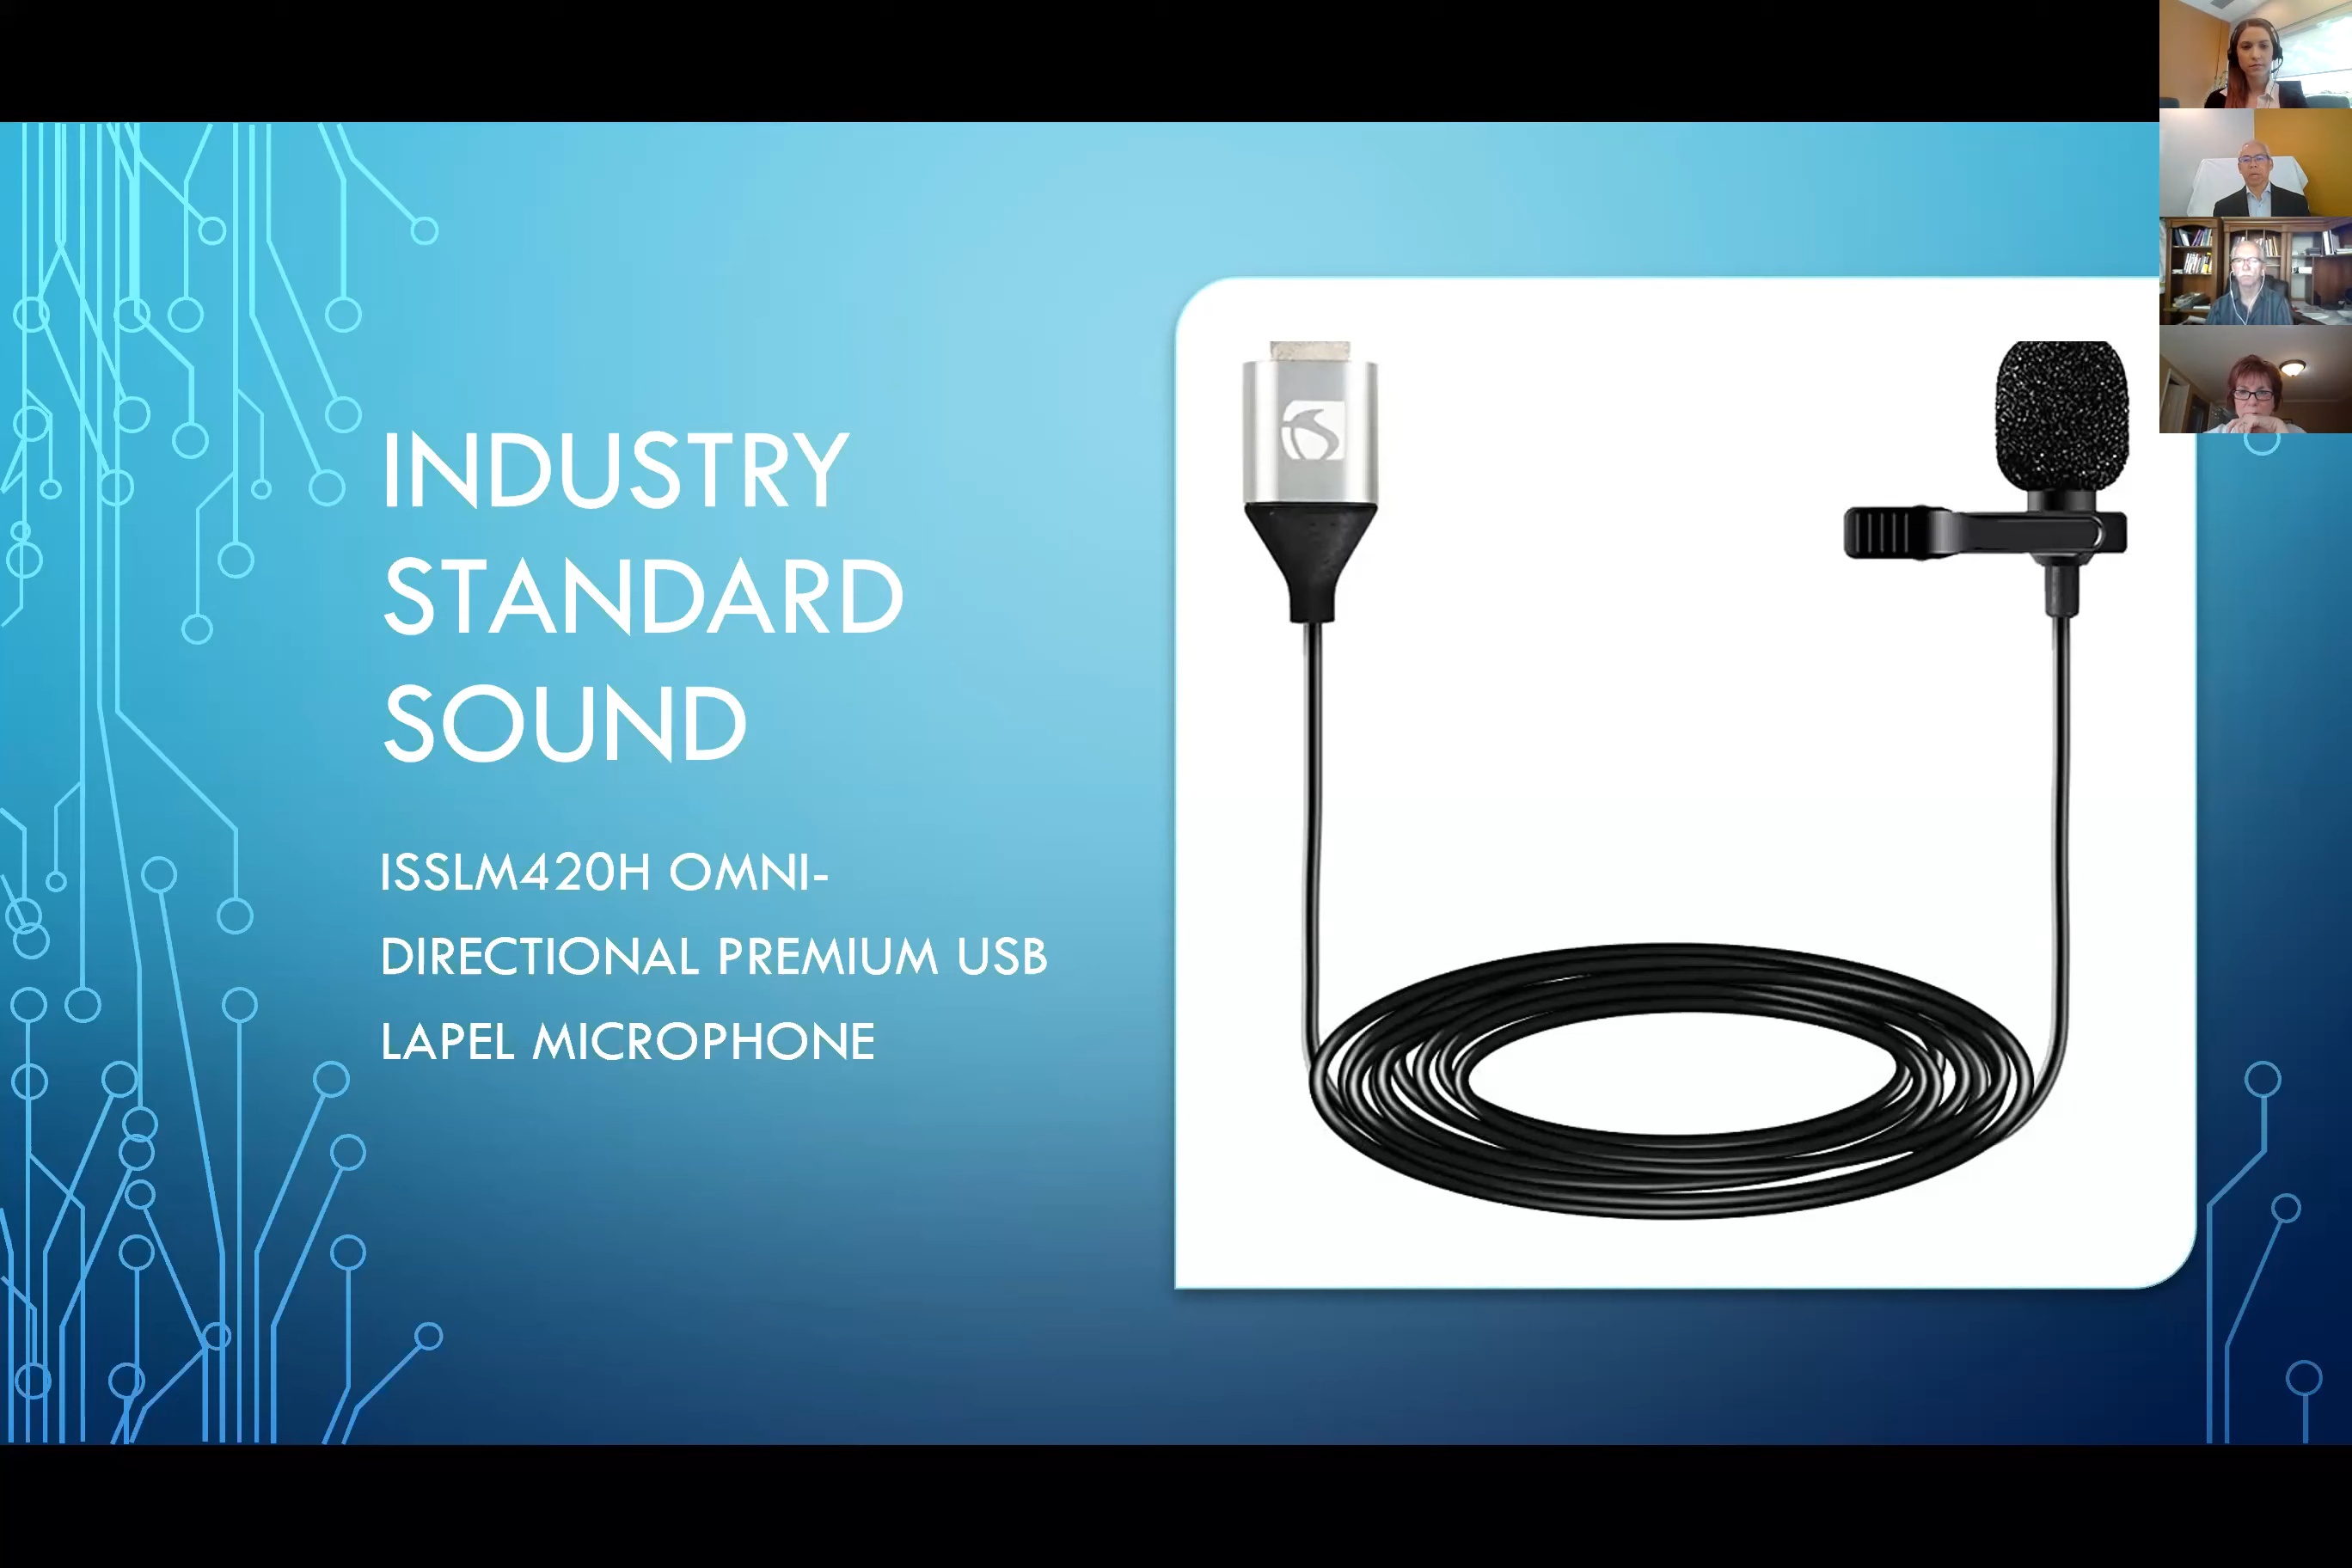 INDUSTRY
STANDARD
SOUND
ISSLM420H OMNI-
DIRECTIONAL PREMIUM USB
LAPEL MICROPHONE